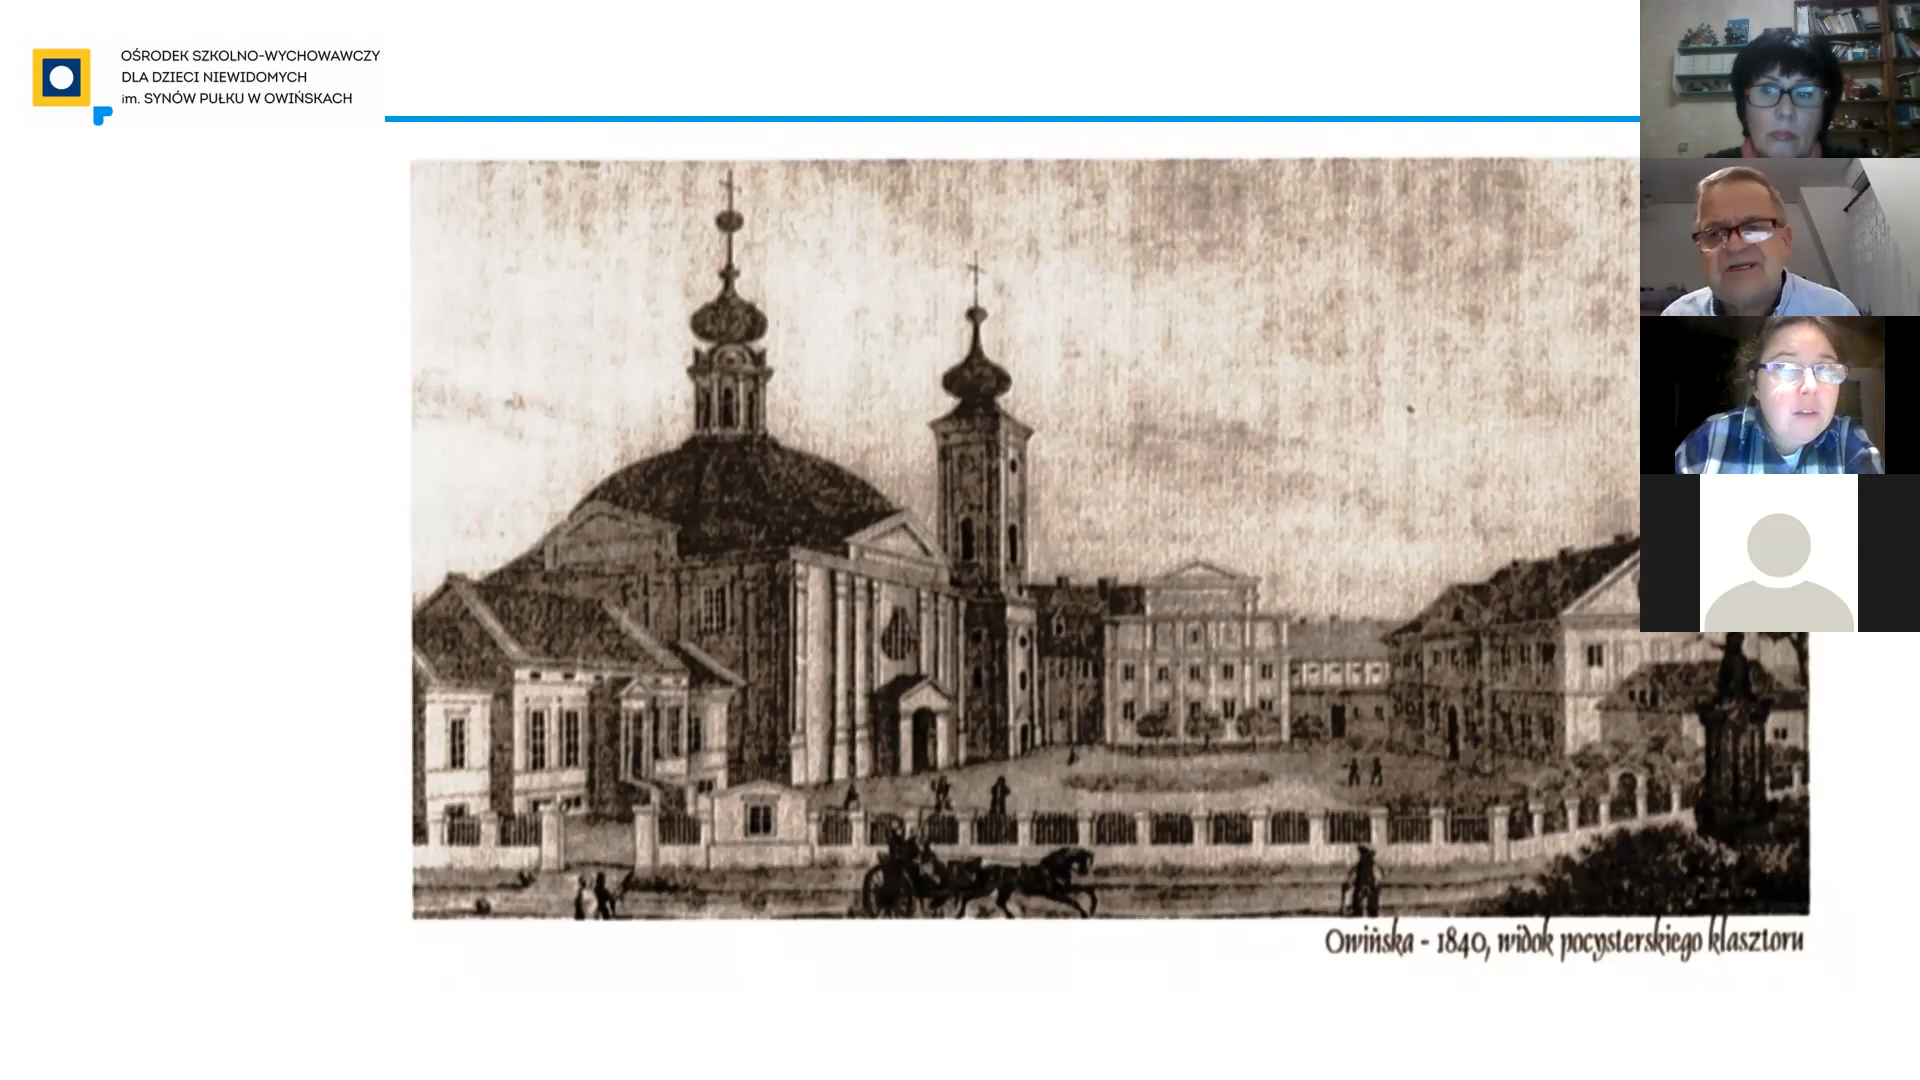 OŚRODEK SZKOLNO-WYCHOWAWCZY
DLA DZIECI NIEWIDOMYCH
im. SYNÓW PUŁKU W OWIŃSKACH
Owińska - 1840, widok pocysterskiego klasztoru